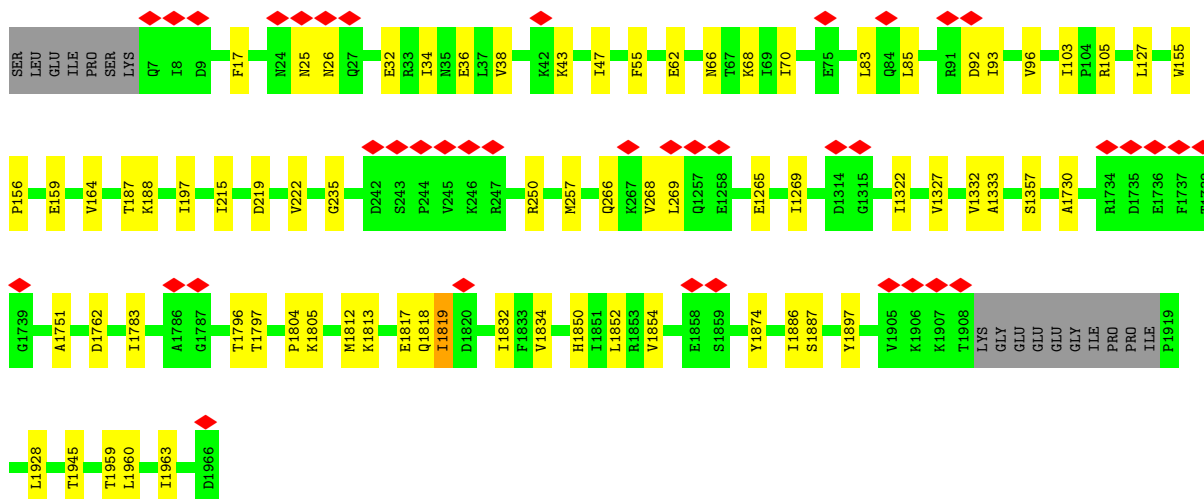 SER LEU GLU ILE PRO SER LYS Q7 I8 D9 F17 N24 N25 N26 Q27 E32 R33 I34 N35 E36 L37 V38 K42 K43 I47 F55 E62 N66 T67 K68 I69 I70 E75 L83 Q84 L85 R91 D92 I93 V96 I103 P104 R105 L127 W155
P156 E159 V164 T187 K188 I197 I215 D219 V222 G235 D242 S243 P244 V245 K246 R247 R250 M257 Q266 K267 V268 L269 Q1257 E1258 E1265 I1269 D1314 G1315 I1322 V1327 V1332 A1333 S1357 A1730 R1734 D1735 E1736 F1737
G1739 A1751 D1762 I1783 A1786 G1787 T1796 T1797 P1804 K1805 M1812 K1813 E1817 Q1818 I1819 D1820 I1832 F1833 V1834 H1850 I1851 L1852 R1853 V1854 E1858 S1859 Y1874 I1886 S1887 Y1897 V1905 K1906 K1907 T1908 LYS GLY GLU GLU GLU GLU GLY ILE PRO PRO ILE P1919
L1928 T1945 T1959 L1960 I1963 D1966